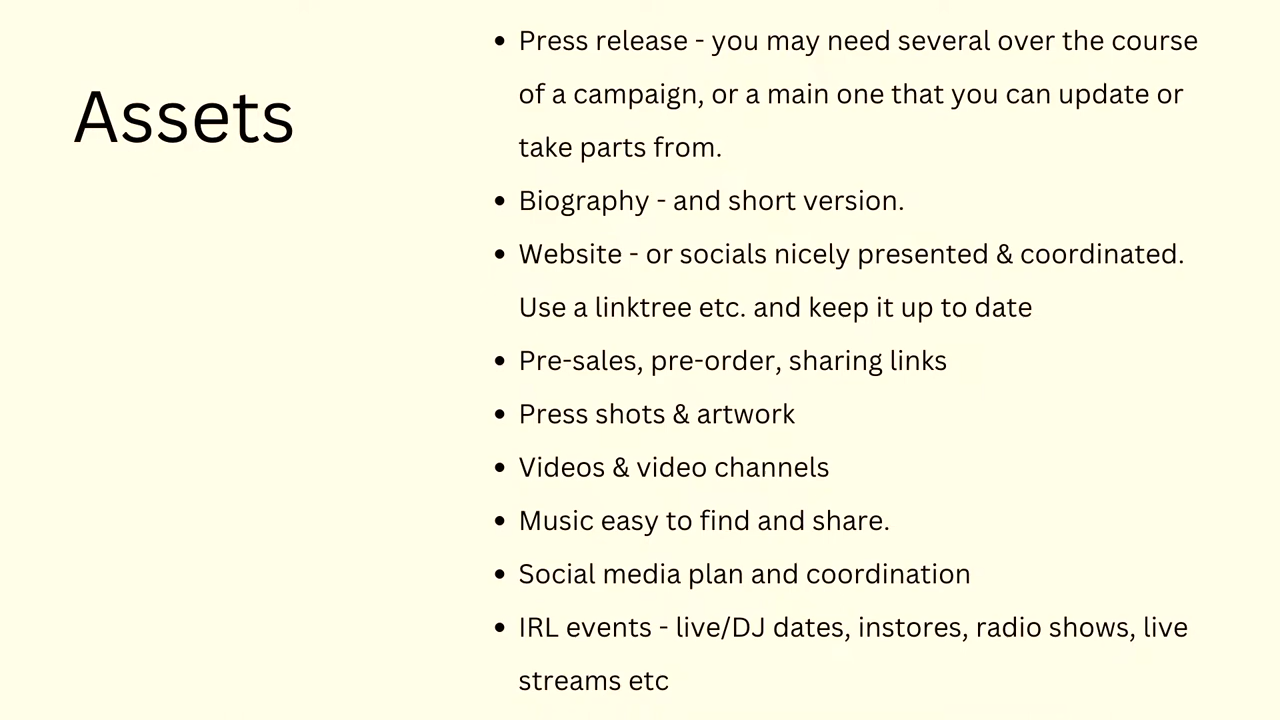 Assets
• Press release - you may need several over the course
of a campaign, or a main one that you can update or
take parts from.
• Biography - and short version.
• Website - or socials nicely presented & coordinated.
Use a linktree etc. and keep it up to date
• Pre-sales, pre-order, sharing links
• Press shots & artwork
• Videos & video channels
• Music easy to find and share.
• Social media plan and coordination
• IRL events - live/DJ dates, instores, radio shows, live
streams etc